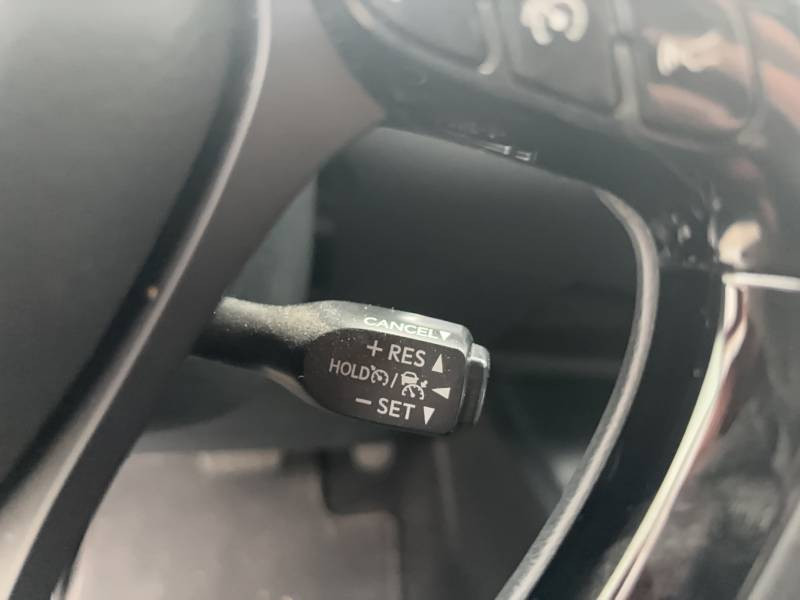 CANCEL▼
+ RES ▲
HOLD / ◀
− SET ▼